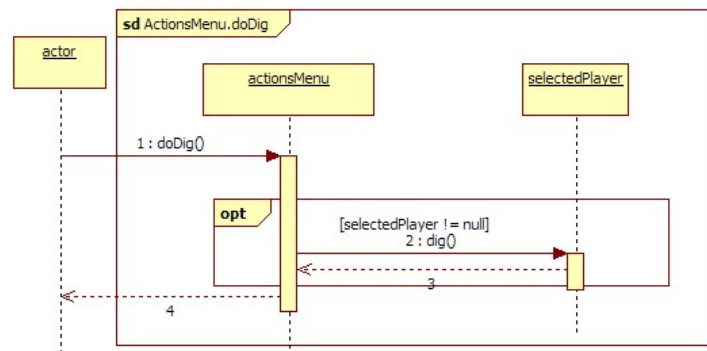 sd ActionsMenu.doDig
actor
actionsMenu
selectedPlayer
1 : doDig()
opt
[selectedPlayer != null]
2 : dig()
3
4